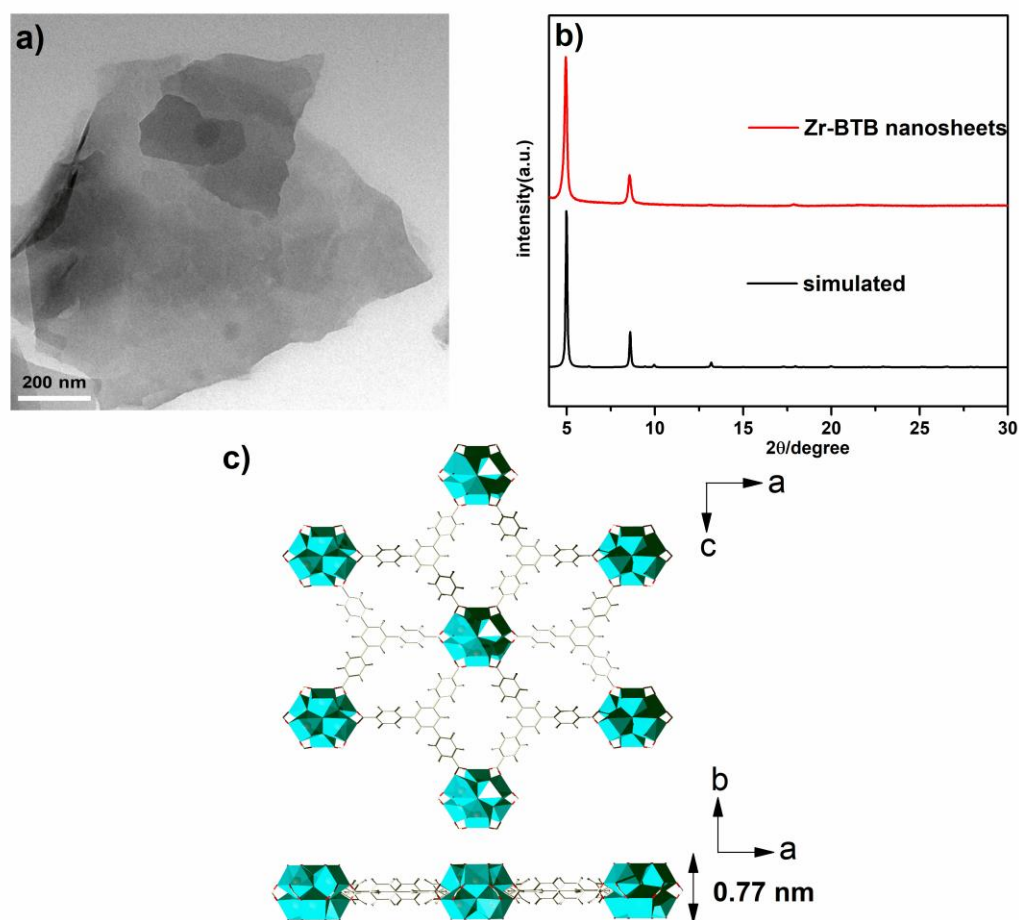 a)
200 nm
b)
Zr-BTB nanosheets
simulated
intensity(a.u.)
5 10 15 20 25 30
2θ/degree
c)
a
c
b
a
0.77 nm